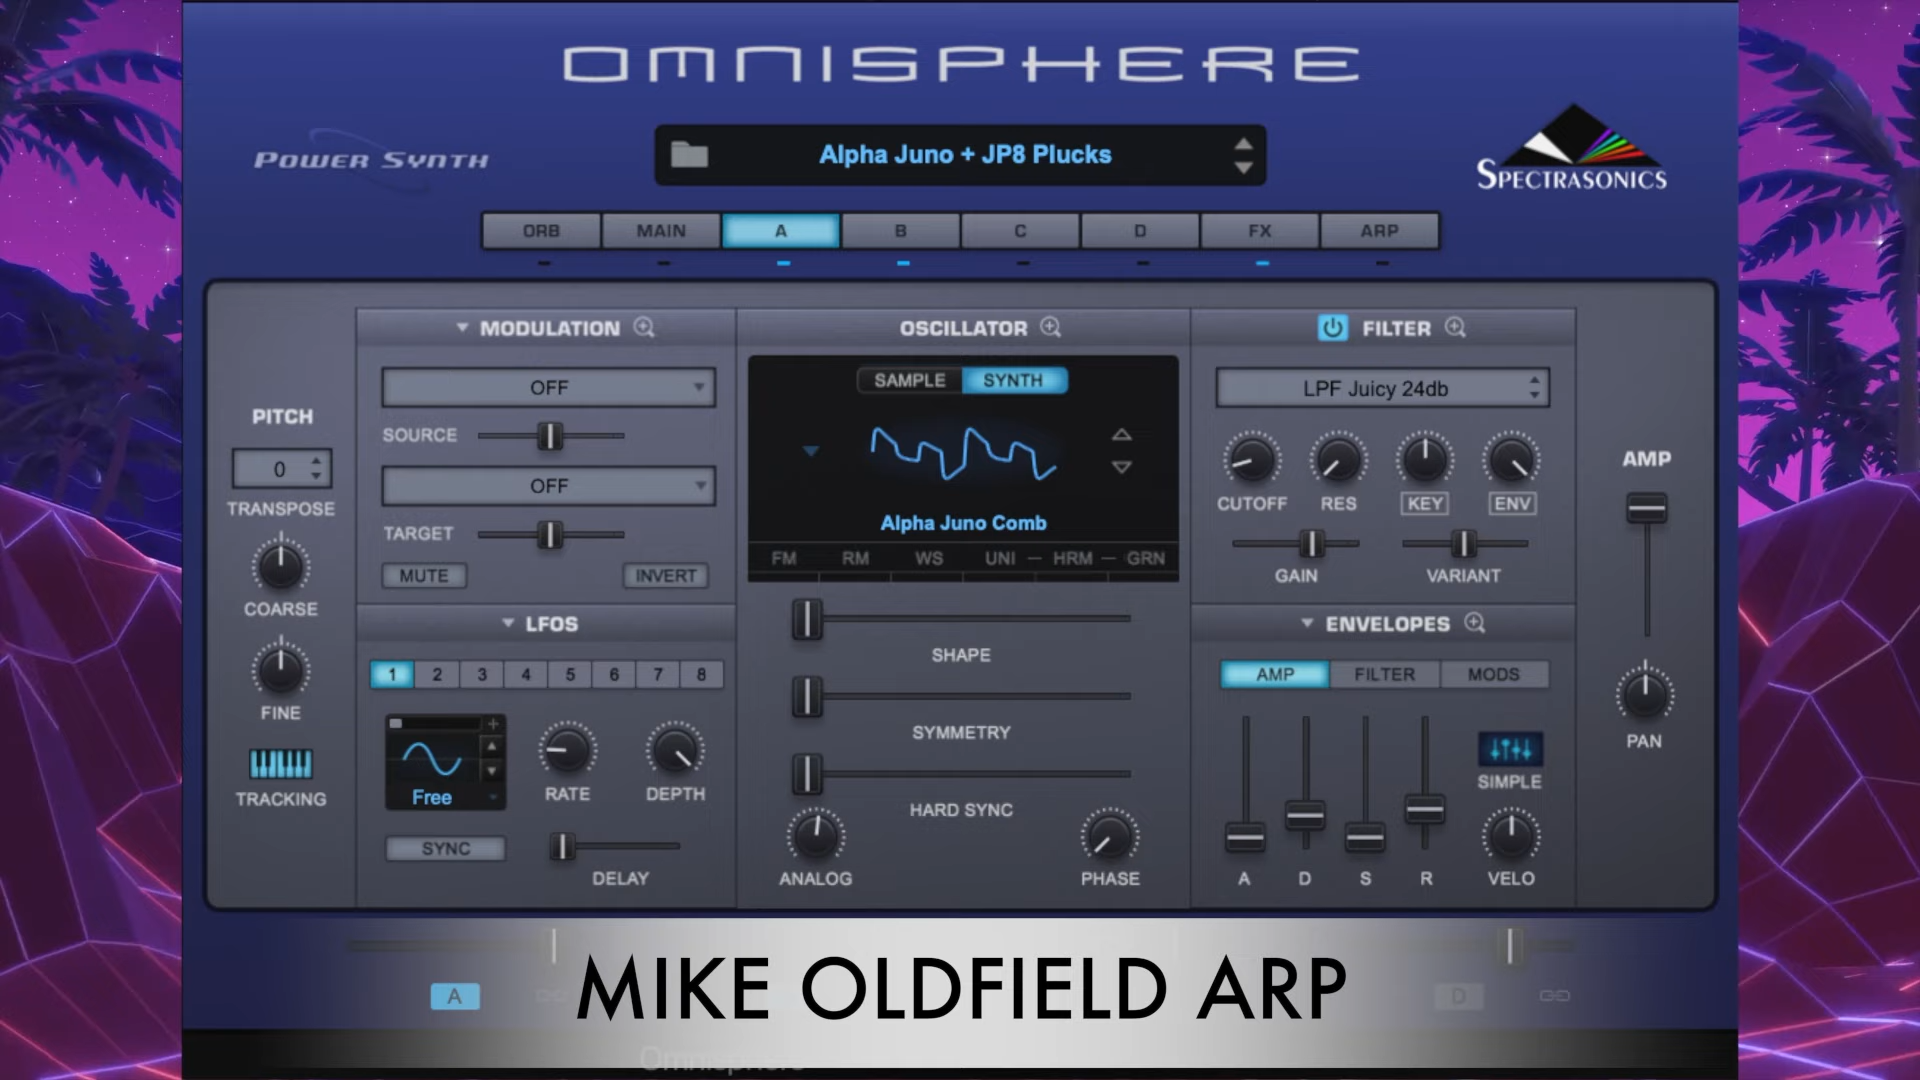 OMNISPHERE
POWER SYNTH
Alpha Juno + JP8 Plucks
SPECTRASONICS
ORB MAIN A B C D FX ARP
MODULATION
OSCILLATOR
FILTER
OFF
SAMPLE SYNTH
LPF Juicy 24db
PITCH
SOURCE
0
AMP
OFF
CUTOFF RES KEY ENV
TRANSPOSE
Alpha Juno Comb
TARGET
FM RM WS UNI – HRM – GRN
MUTE INVERT
GAIN VARIANT
COARSE
LFOS
ENVELOPES
SHAPE
1 2 3 4 5 6 7 8
AMP FILTER MODS
FINE
SYMMETRY
PAN
Free
RATE DEPTH
SIMPLE
TRACKING
HARD SYNC
SYNC
DELAY
ANALOG PHASE
A D S R VELO
MIKE OLDFIELD ARP
A
D
Omnisphere